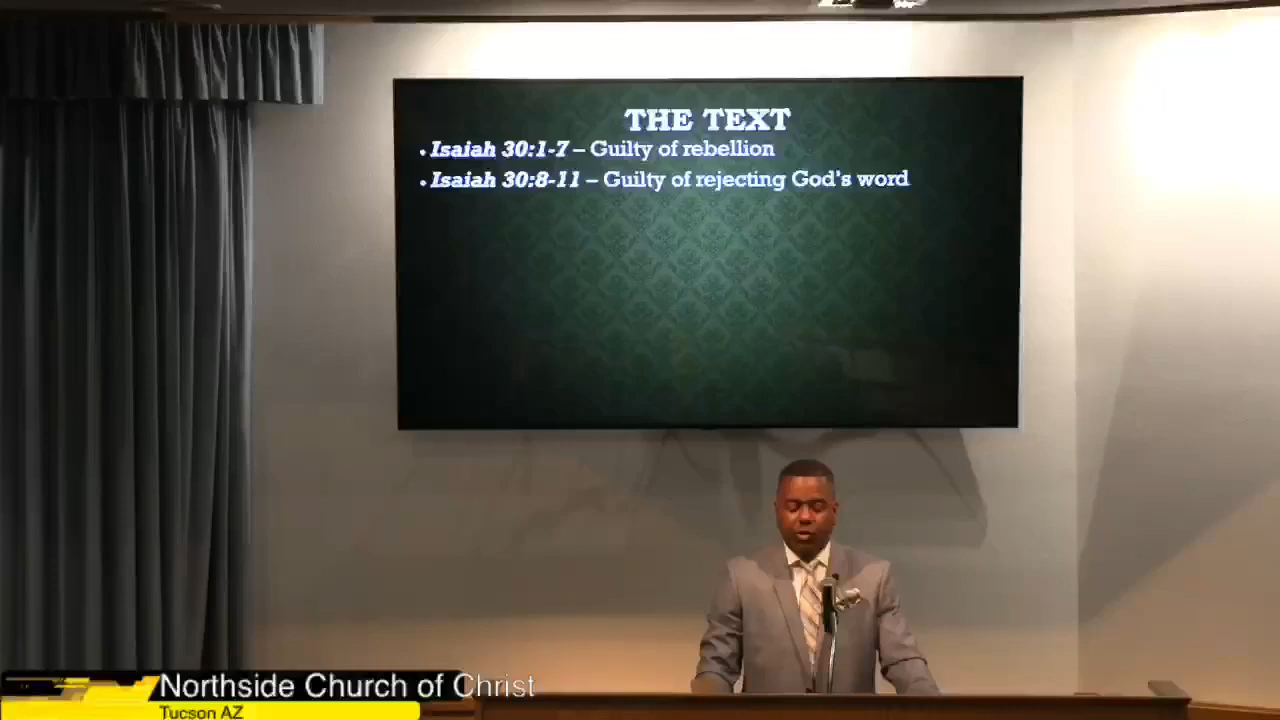 THE TEXT
• Isaiah 30:1-7 – Guilty of rebellion
• Isaiah 30:8-11 – Guilty of rejecting God's word
Northside Church of Christ
Tucson AZ